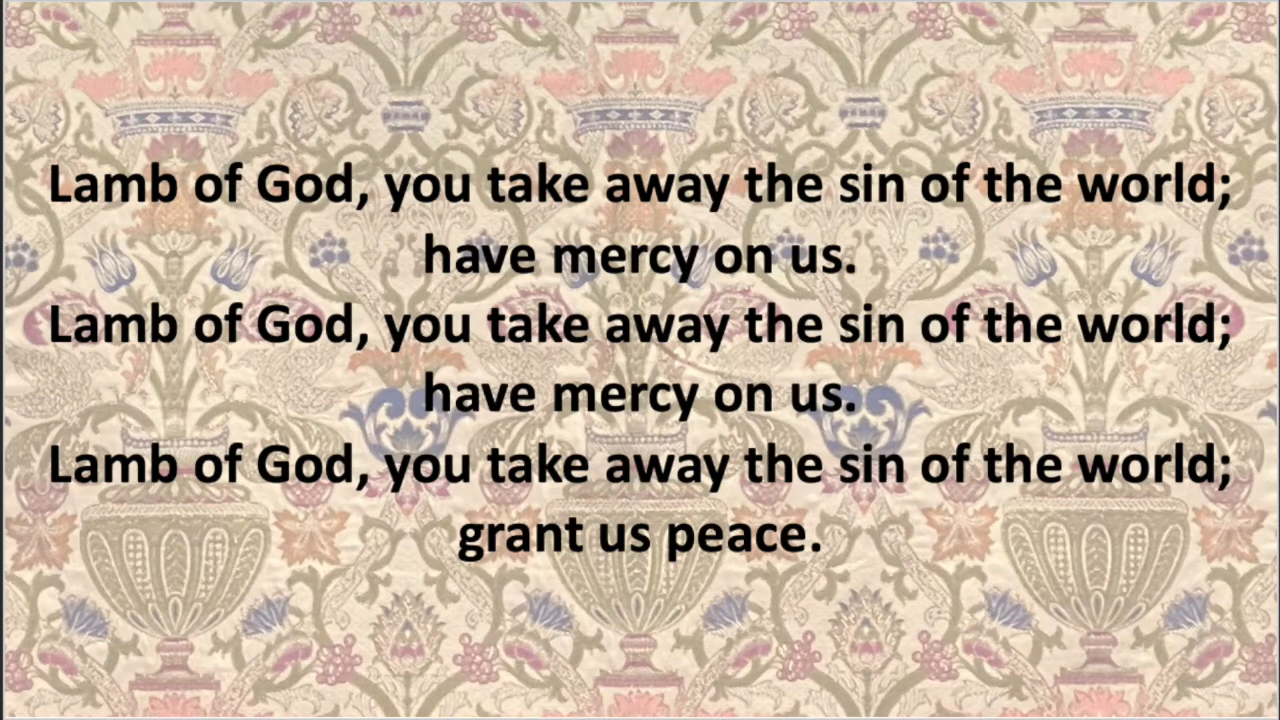 Lamb of God, you take away the sin of the world;
have mercy on us.
Lamb of God, you take away the sin of the world;
have mercy on us.
Lamb of God, you take away the sin of the world;
grant us peace.